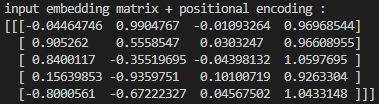 input embedding matrix + positional encoding :
[[[-0.04464746  0.9904767  -0.01093264  0.96968544]
  [ 0.905262    0.5558547   0.0303247   0.96608955]
  [ 0.8400117  -0.35519695 -0.04398132  1.0597695 ]
  [ 0.15639853 -0.9359751   0.10100719  0.9263304 ]
  [-0.8000561  -0.67222327  0.04567502  1.0433148 ]]]